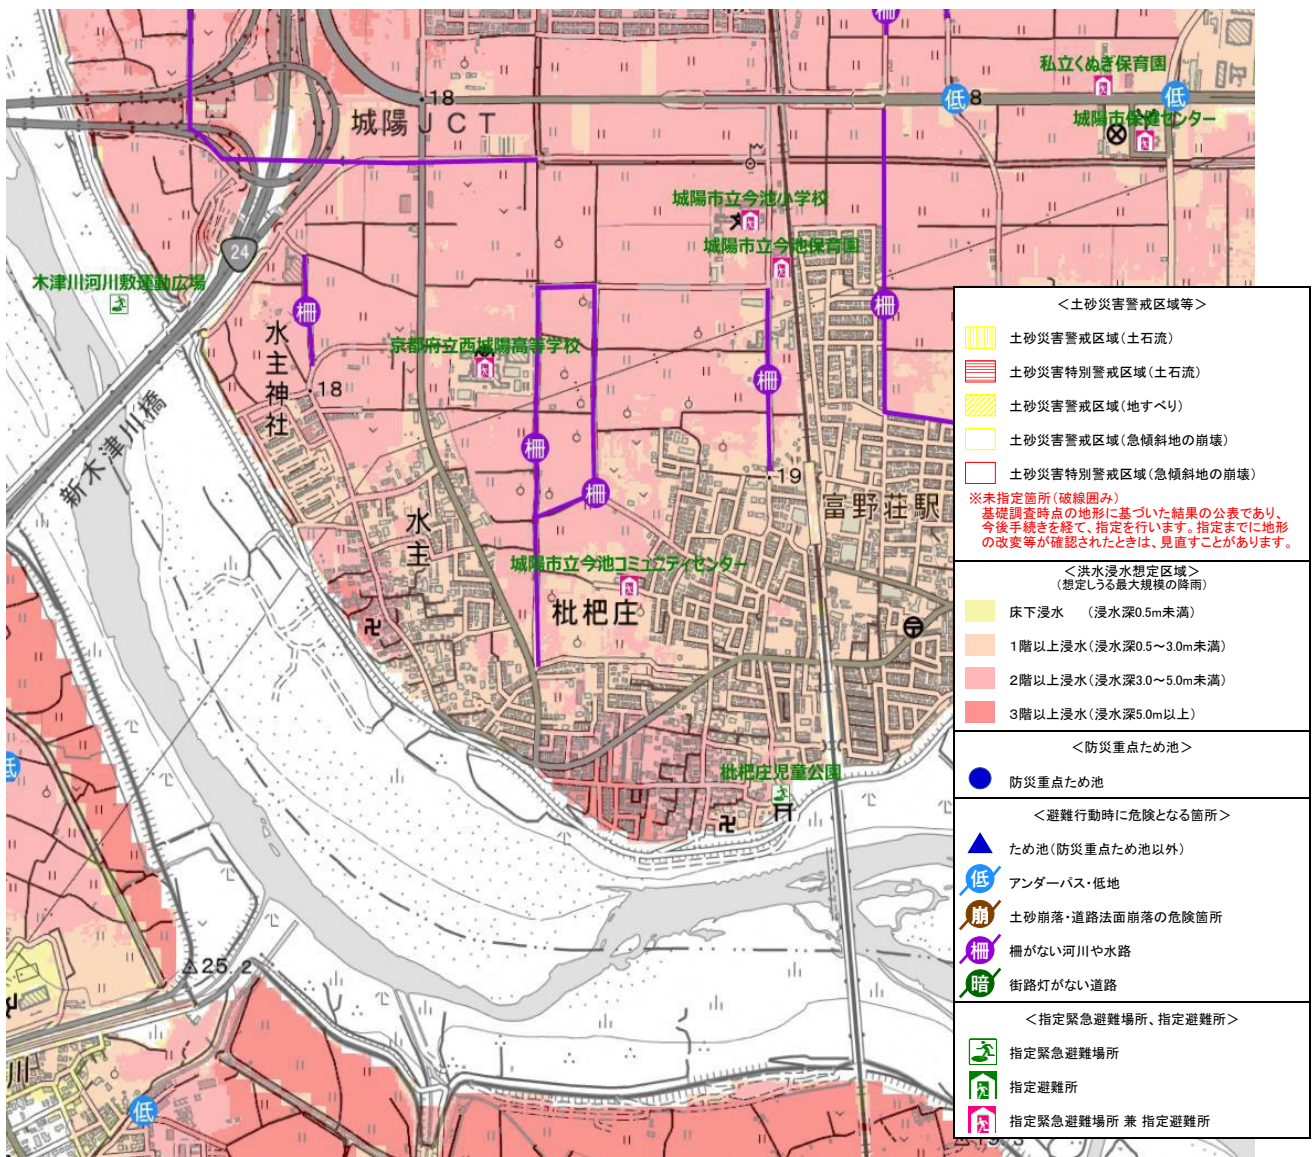 柵
私立くぬぎ保育園
低
8
低
18
城陽ＪＣＴ
城陽市保健センター
城陽市立今池小学校
城陽市立今池保育園
24
木津川河川敷運動広場
柵
柵
水主神社
京都府立西城陽高等学校
18
柵
新木津川橋
柵
柵
19
富野荘駅
水主
城陽市立今池コミュニティセンター
枇杷庄
低
枇杷庄児童公園
25.2
川
低
＜土砂災害警戒区域等＞
土砂災害警戒区域（土石流）
土砂災害特別警戒区域（土石流）
土砂災害警戒区域（地すべり）
土砂災害警戒区域（急傾斜地の崩壊）
土砂災害特別警戒区域（急傾斜地の崩壊）
※未指定箇所（破線囲み）
基礎調査時点の地形に基づいた結果の公表であり、
今後手続きを経て、指定を行います。指定までに地形
の改変等が確認されたときは、見直すことがあります。
＜洪水浸水想定区域＞
（想定しうる最大規模の降雨）
床下浸水　（浸水深0.5m未満）
１階以上浸水（浸水深0.5～3.0m未満）
２階以上浸水（浸水深3.0～5.0m未満）
３階以上浸水（浸水深5.0m以上）
＜防災重点ため池＞
防災重点ため池
＜避難行動時に危険となる箇所＞
ため池（防災重点ため池以外）
低 アンダーパス・低地
崩 土砂崩落・道路法面崩落の危険箇所
柵 柵がない河川や水路
暗 街路灯がない道路
＜指定緊急避難場所、指定避難所＞
指定緊急避難場所
指定避難所
指定緊急避難場所 兼 指定避難所